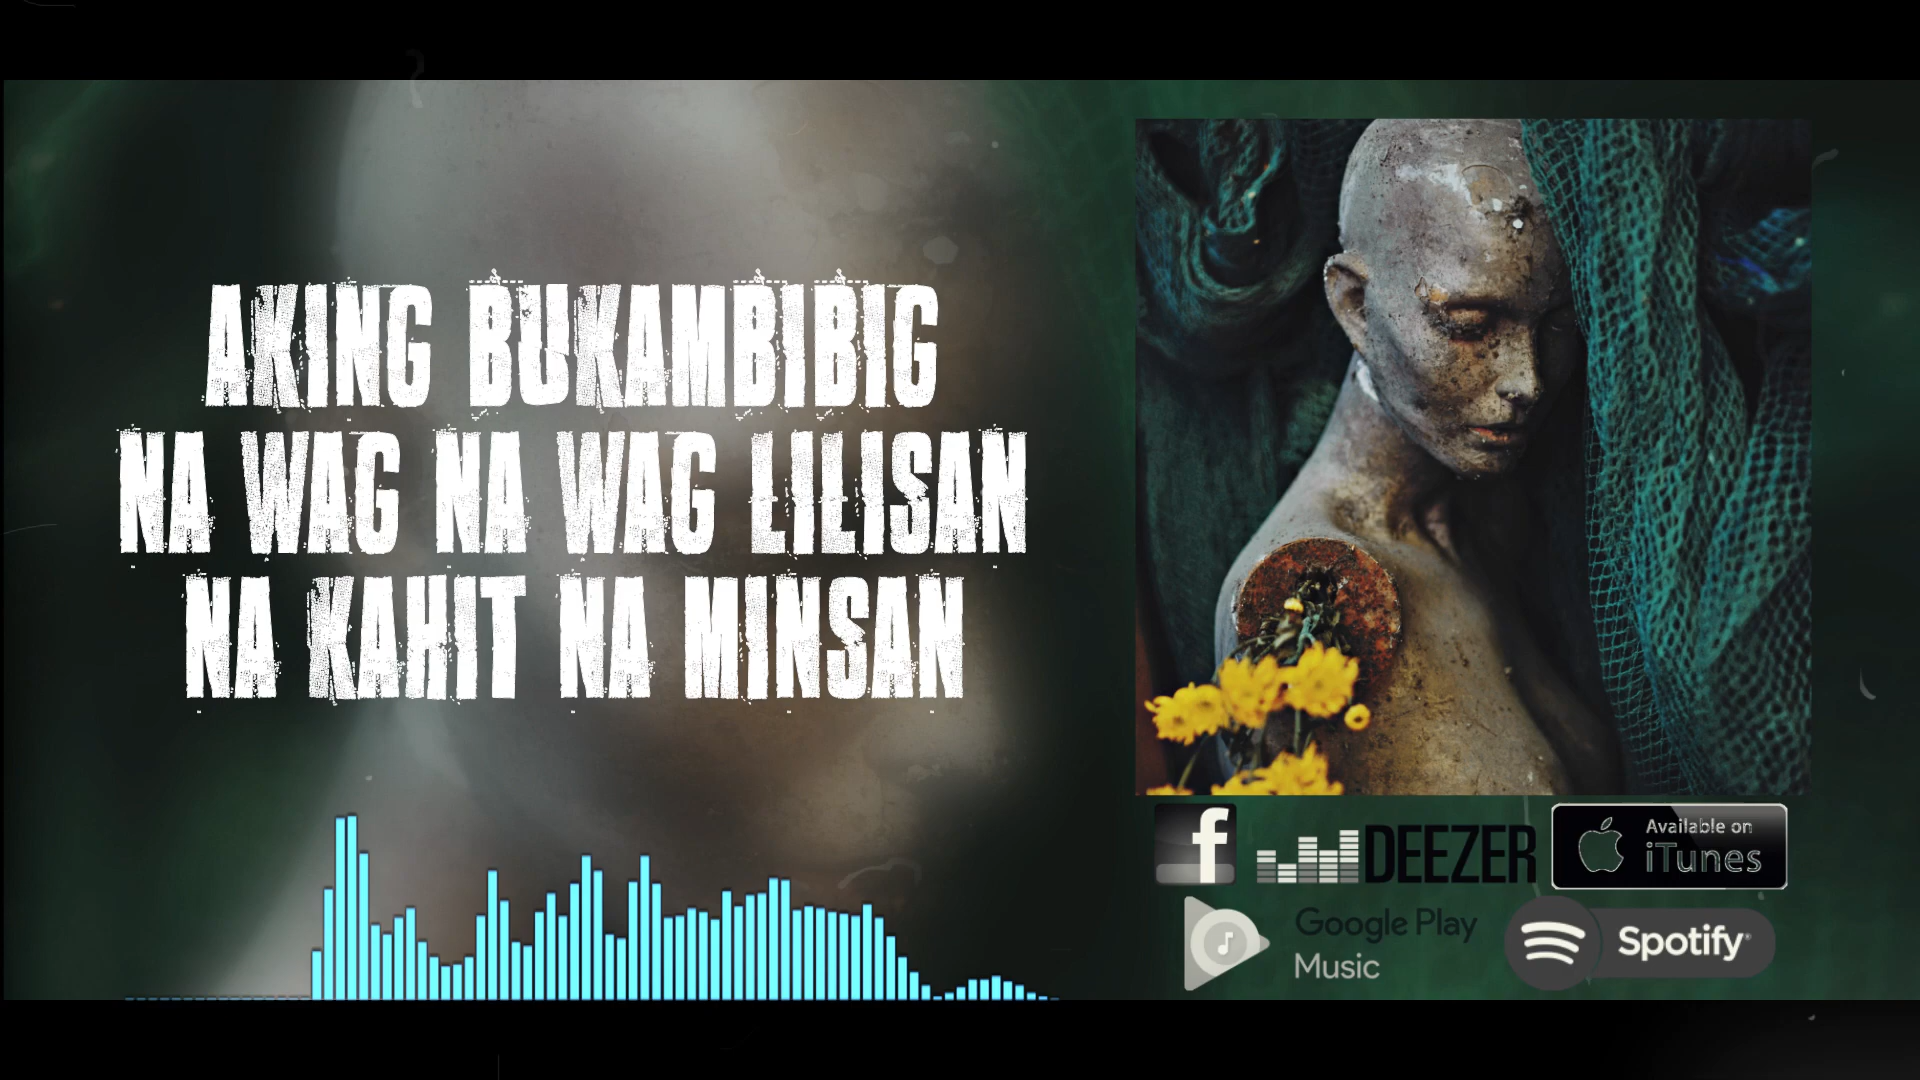 AKING BUKAMBIBIG
NA WAG NA WAG LILISAN
NA KAHIT NA MINSAN
f
DEEZER
Available on
iTunes
Google Play
Music
Spotify®